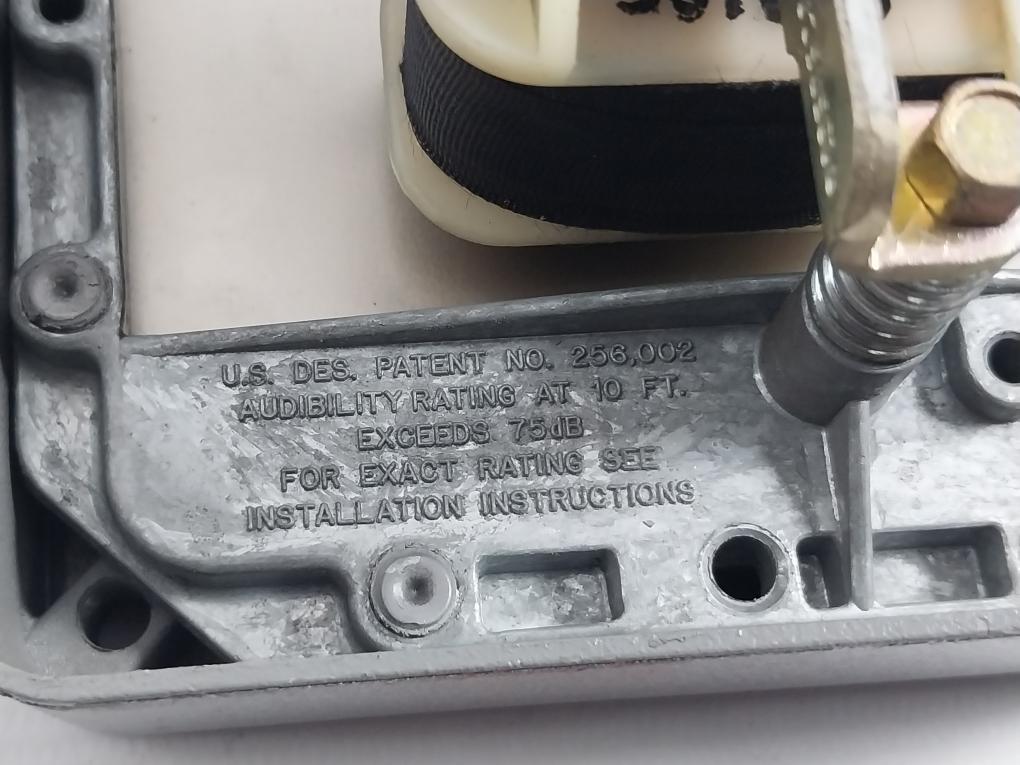 U.S. DES. PATENT NO. 256,002
AUDIBILITY RATING AT 10 FT.
EXCEEDS 75dB
FOR EXACT RATING SEE
INSTALLATION INSTRUCTIONS